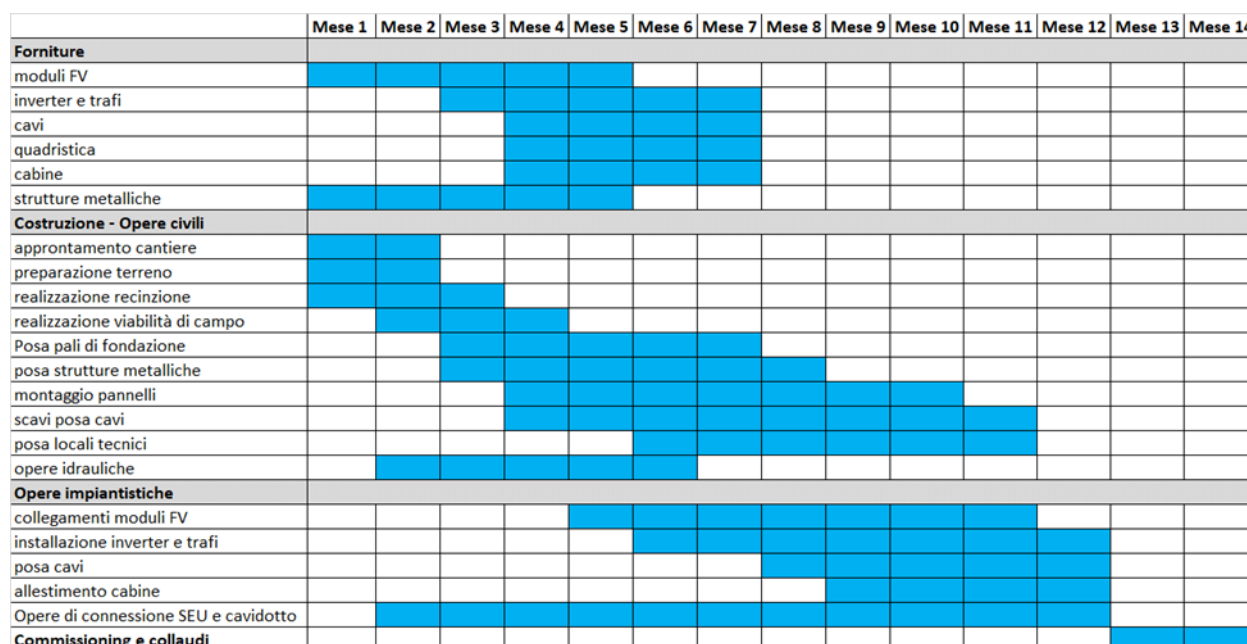 Mese 1 Mese 2 Mese 3 Mese 4 Mese 5 Mese 6 Mese 7 Mese 8 Mese 9 Mese 10 Mese 11 Mese 12 Mese 13 Mese 14
Forniture
moduli FV
inverter e trafi
cavi
quadristica
cabine
strutture metalliche
Costruzione - Opere civili
approntamento cantiere
preparazione terreno
realizzazione recinzione
realizzazione viabilità di campo
Posa pali di fondazione
posa strutture metalliche
montaggio pannelli
scavi posa cavi
posa locali tecnici
opere idrauliche
Opere impiantistiche
collegamenti moduli FV
installazione inverter e trafi
posa cavi
allestimento cabine
Opere di connessione SEU e cavidotto
Commissioning e collaudi